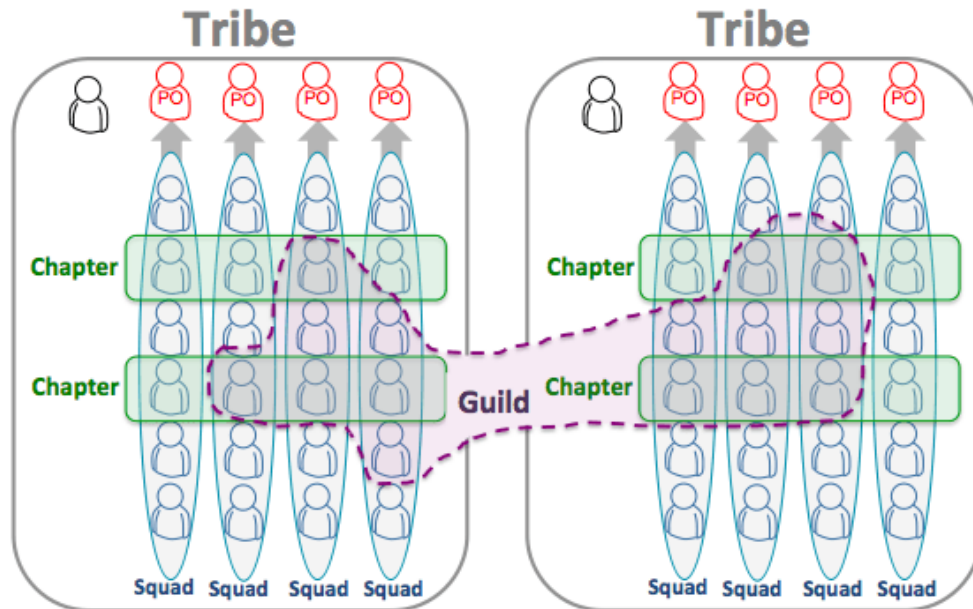 Tribe Tribe
PO PO PO PO PO PO PO PO
Chapter Chapter
Chapter Guild Chapter
Squad Squad Squad Squad Squad Squad Squad Squad